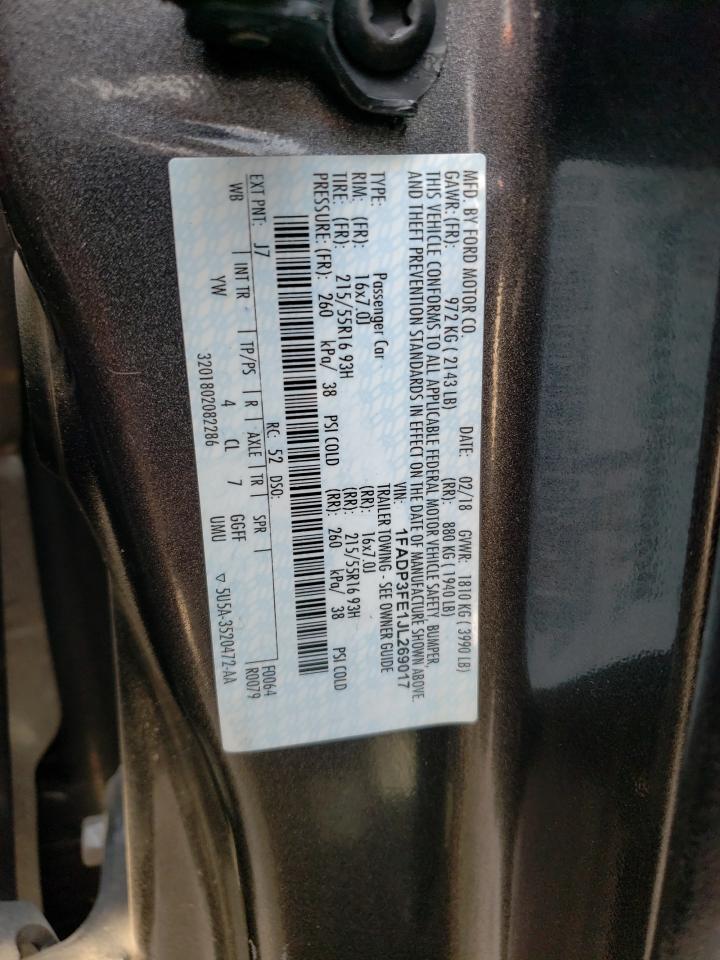 MFD. BY FORD MOTOR CO. DATE: 02/18 GVWR: 1810 KG ( 3990 LB)
GAWR: (FR): 972 KG ( 2143 LB) (RR): 880 KG ( 1940 LB)
THIS VEHICLE CONFORMS TO ALL APPLICABLE FEDERAL MOTOR VEHICLE SAFETY, BUMPER,
AND THEFT PREVENTION STANDARDS IN EFFECT ON THE DATE OF MANUFACTURE SHOWN ABOVE.
VIN: 1FADP3FE1JL269017
TYPE: Passenger Car TRAILER TOWING - SEE OWNER GUIDE
RIM: (FR): 16x7.0J (RR): 16x7.0J
TIRE: (FR): 215/55R16 93H (RR): 215/55R16 93H
PRESSURE: (FR): 260 kPa/ 38 PSI COLD (RR): 260 kPa/ 38 PSI COLD
RC: 52 DSO: F0064
EXT PNT: J7 R0079
WB INT TR TP/PS R AXLE TR SPR
YW 4 CL 7 GGFF
3201802082286 UMU ▽ 5U5A-3520472-AA